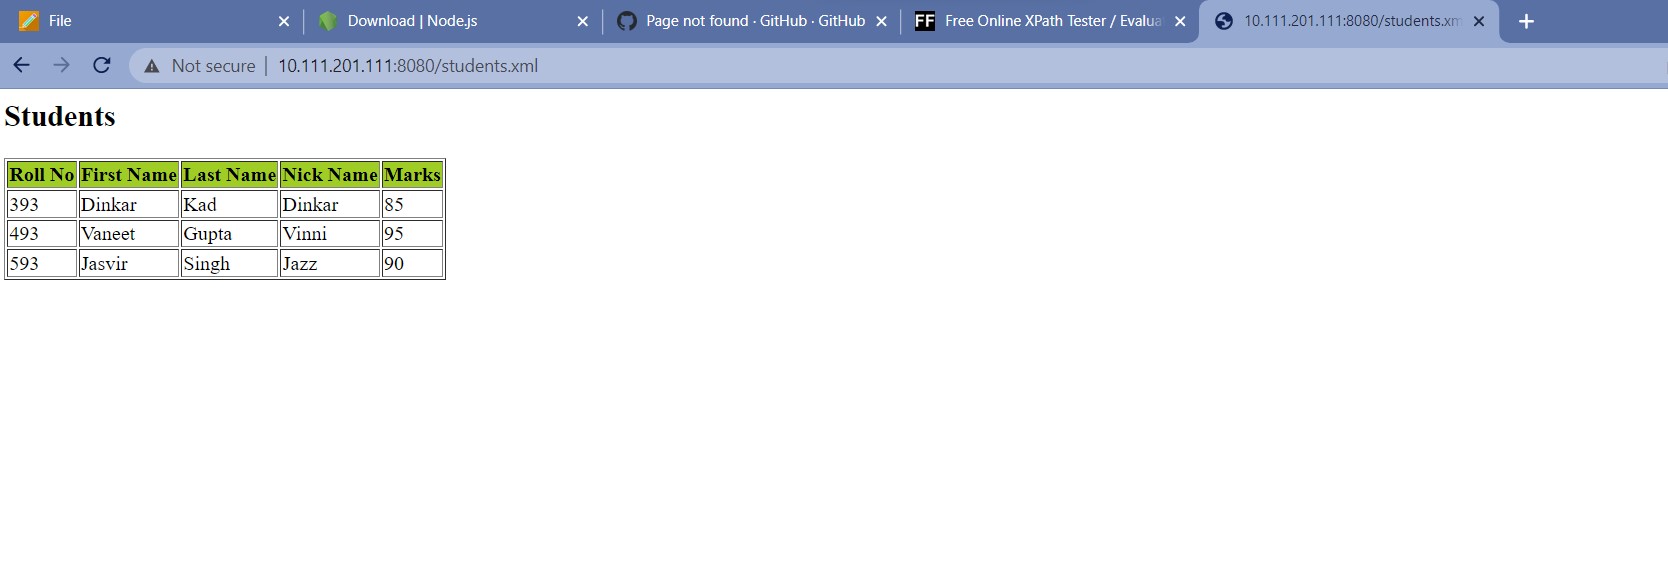 File
Download | Node.js
Page not found · GitHub · GitHub
Free Online XPath Tester / Evalua
10.111.201.111:8080/students.xm
Not secure | 10.111.201.111:8080/students.xml
Students
Roll No First Name Last Name Nick Name Marks
393 Dinkar Kad Dinkar 85
493 Vaneet Gupta Vinni 95
593 Jasvir Singh Jazz 90